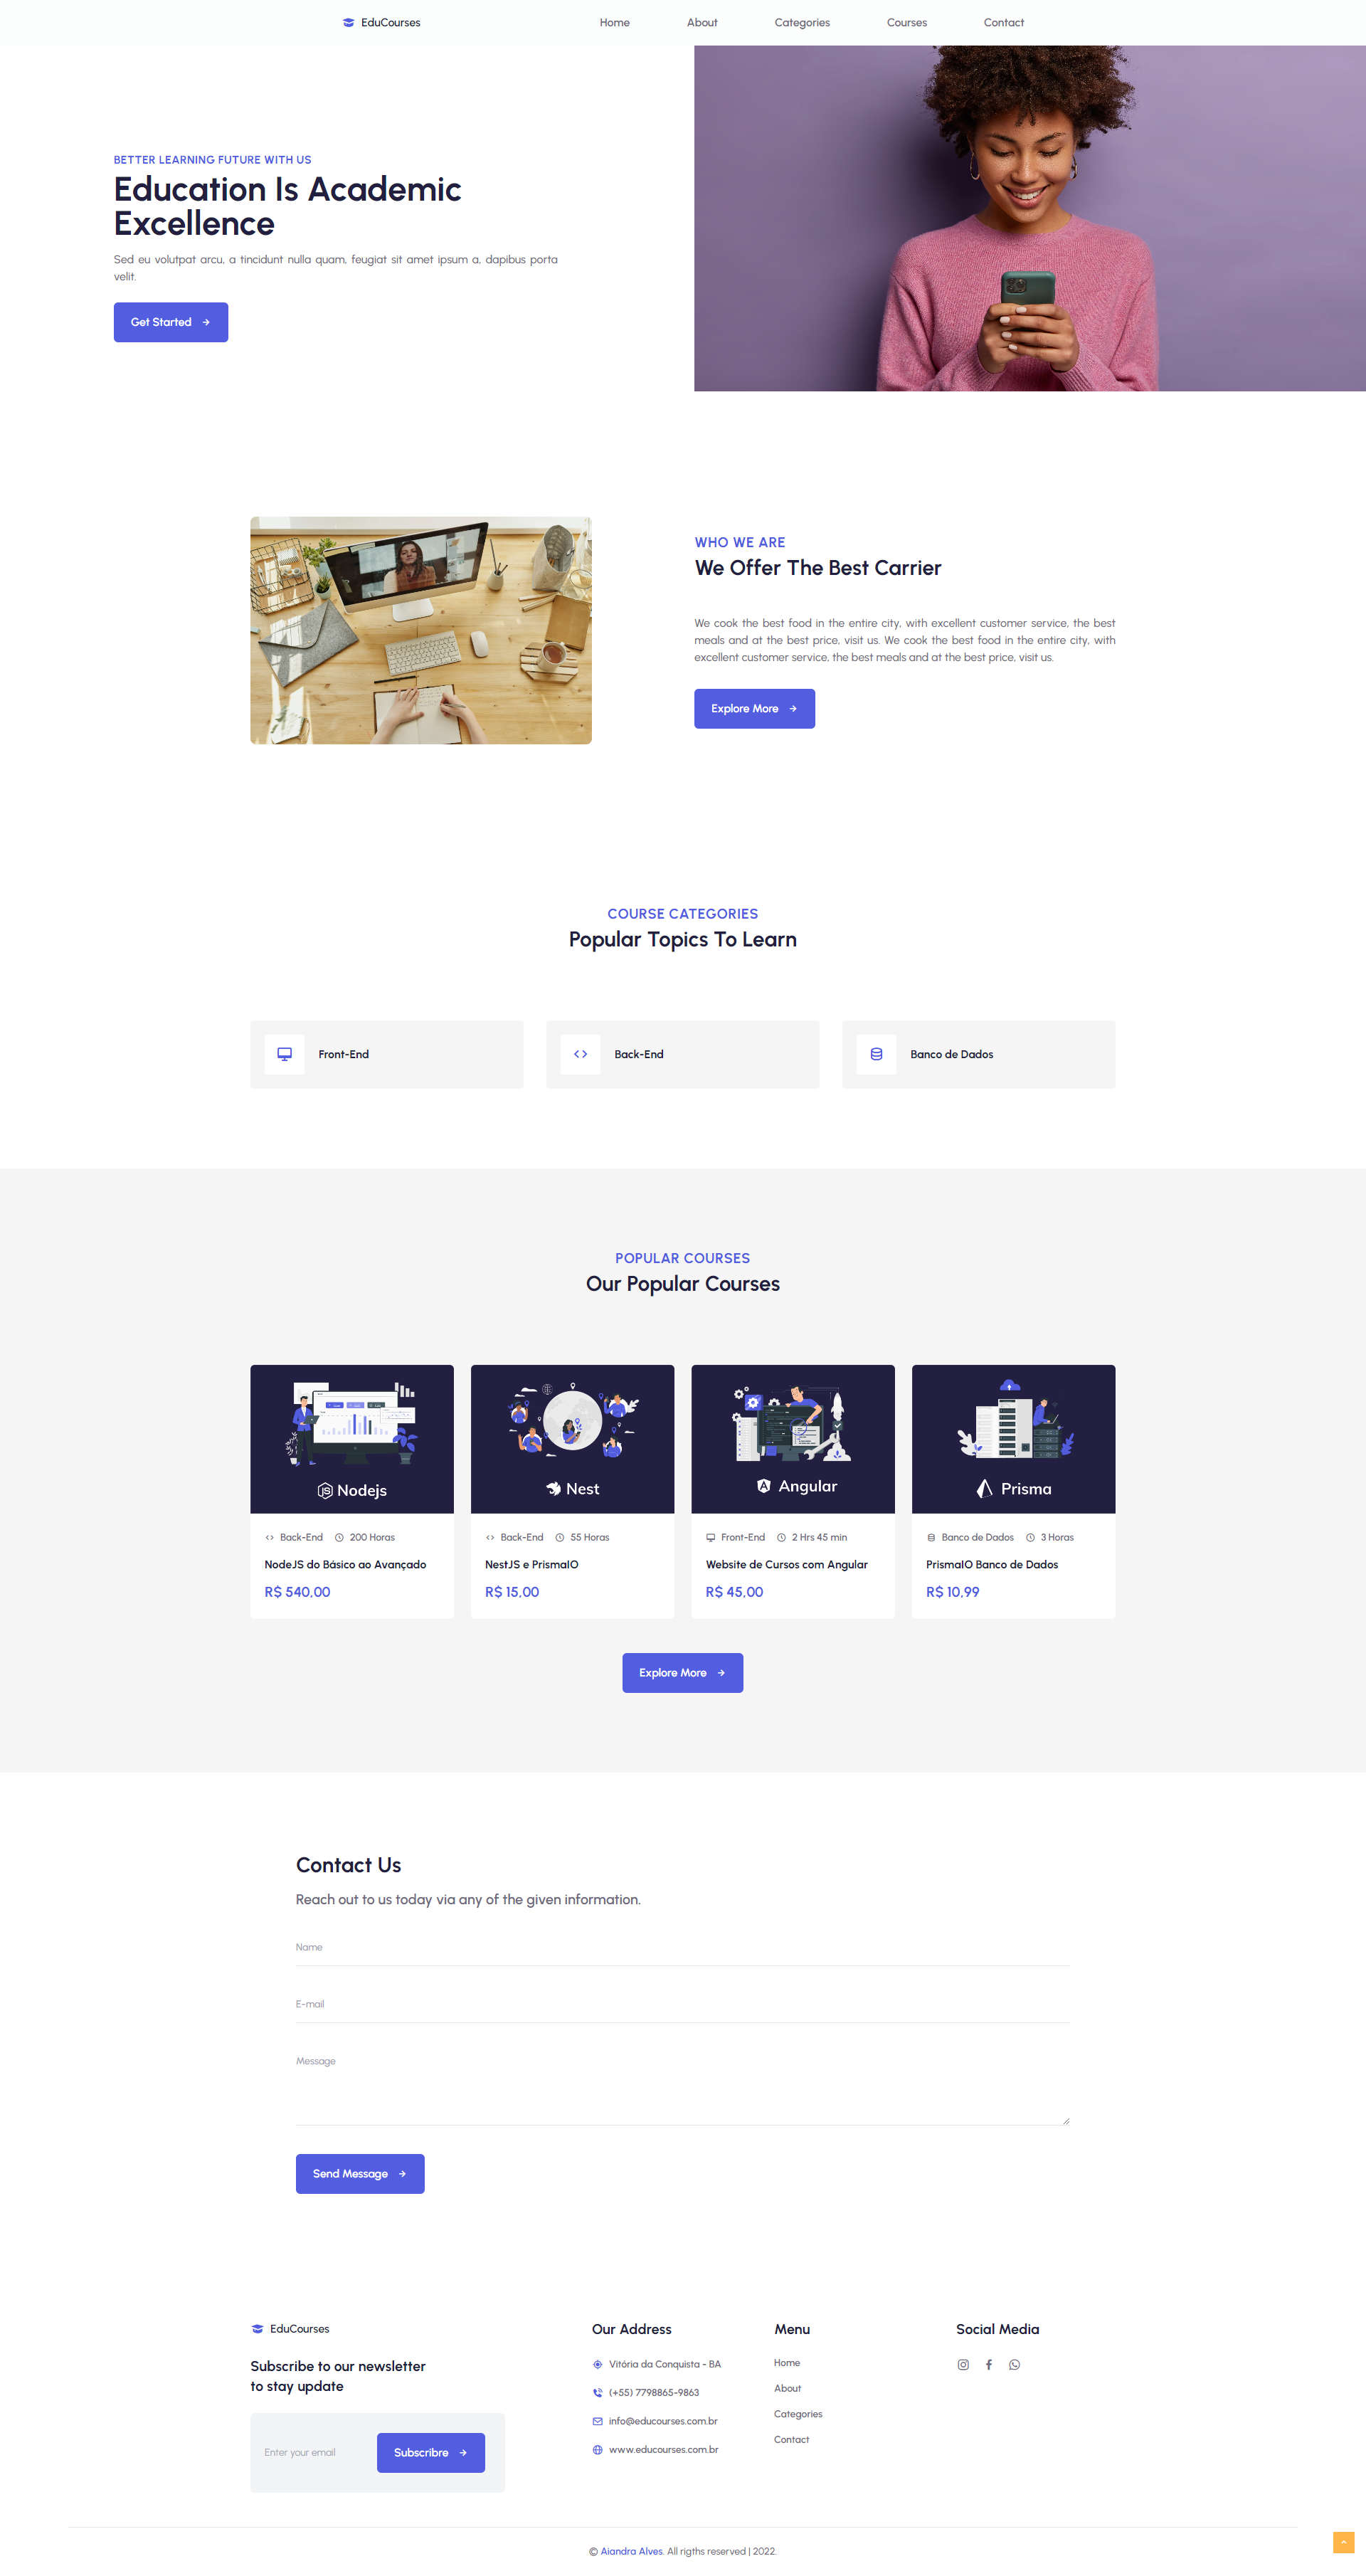 EduCourses
Home
About
Categories
Courses
Contact
BETTER LEARNING FUTURE WITH US
Education Is Academic
Excellence
Sed eu volutpat arcu, a tincidunt nulla quam, feugiat sit amet ipsum a, dapibus porta
velit.
Get Started
WHO WE ARE
We Offer The Best Carrier
We cook the best food in the entire city, with excellent customer service, the best
meals and at the best price, visit us. We cook the best food in the entire city, with
excellent customer service, the best meals and at the best price, visit us.
Explore More
COURSE CATEGORIES
Popular Topics To Learn
Front-End
Back-End
Banco de Dados
POPULAR COURSES
Our Popular Courses
Nodejs
Back-End
200 Horas
NodeJS do Básico ao Avançado
R$ 540,00
Nest
Back-End
55 Horas
NestJS e PrismaIO
R$ 15,00
Angular
Front-End
2 Hrs 45 min
Website de Cursos com Angular
R$ 45,00
Prisma
Banco de Dados
3 Horas
PrismaIO Banco de Dados
R$ 10,99
Explore More
Contact Us
Reach out to us today via any of the given information.
Name
E-mail
Message
Send Message
EduCourses
Subscribe to our newsletter
to stay update
Enter your email
Subscribre
Our Address
Vitória da Conquista - BA
(+55) 7798865-9863
info@educourses.com.br
www.educourses.com.br
Menu
Home
About
Categories
Contact
Social Media
© Aiandra Alves. All rigths reserved | 2022.